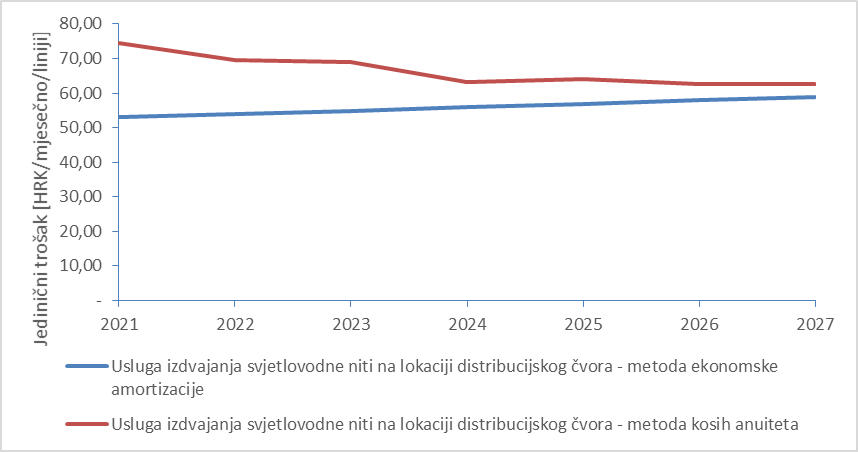 Jedinični trošak [HRK/mjesečno/liniji]
80,00
70,00
60,00
50,00
40,00
30,00
20,00
10,00
-
2021 2022 2023 2024 2025 2026 2027
Usluga izdvajanja svjetlovodne niti na lokaciji distribucijskog čvora - metoda ekonomske
amortizacije
Usluga izdvajanja svjetlovodne niti na lokaciji distribucijskog čvora - metoda kosih anuiteta